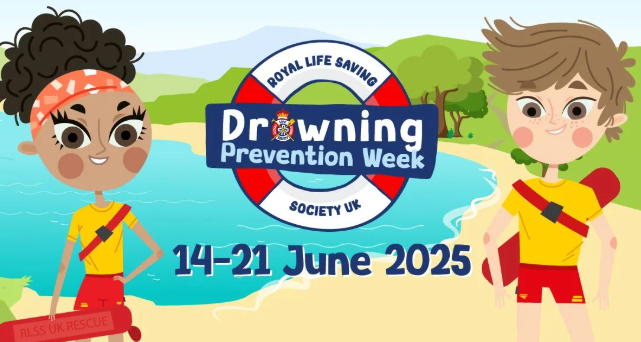 ROYAL LIFE SAVING
Drowning
Prevention Week
SOCIETY UK
14–21 June 2025
RLSS UK RESCUE